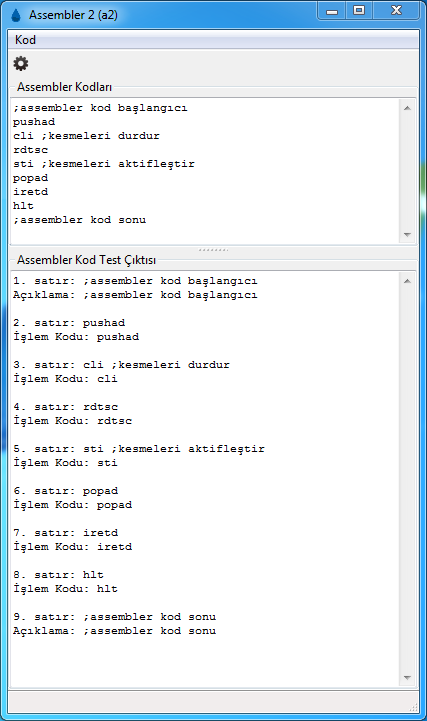 Assembler 2 (a2)
Kod
Assembler Kodları
;assembler kod başlangıcı
pushad
cli ;kesmeleri durdur
rdtsc
sti ;kesmeleri aktifleştir
popad
iretd
hlt
;assembler kod sonu
Assembler Kod Test Çıktısı
1. satır: ;assembler kod başlangıcı
Açıklama: ;assembler kod başlangıcı
2. satır: pushad
İşlem Kodu: pushad
3. satır: cli ;kesmeleri durdur
İşlem Kodu: cli
4. satır: rdtsc
İşlem Kodu: rdtsc
5. satır: sti ;kesmeleri aktifleştir
İşlem Kodu: sti
6. satır: popad
İşlem Kodu: popad
7. satır: iretd
İşlem Kodu: iretd
8. satır: hlt
İşlem Kodu: hlt
9. satır: ;assembler kod sonu
Açıklama: ;assembler kod sonu